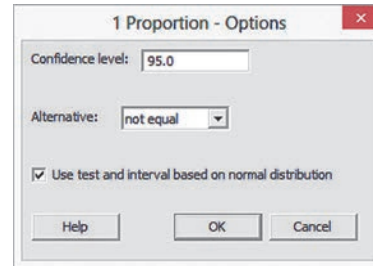 1 Proportion - Options
Confidence level: 95.0
Alternative: not equal
Use test and interval based on normal distribution
Help OK Cancel